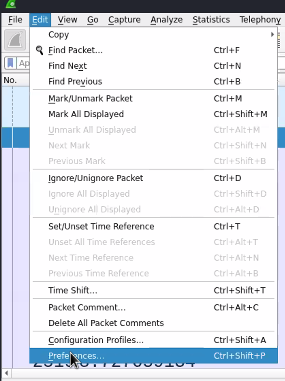 File Edit View Go Capture Analyze Statistics Telephony
Copy
Find Packet... Ctrl+F
Find Next Ctrl+N
Find Previous Ctrl+B
No.
Mark/Unmark Packet Ctrl+M
Mark All Displayed Ctrl+Shift+M
Unmark All Displayed Ctrl+Alt+M
Next Mark Ctrl+Shift+N
Previous Mark Ctrl+Shift+B
Ignore/Unignore Packet Ctrl+D
Ignore All Displayed Ctrl+Shift+D
Unignore All Displayed Ctrl+Alt+D
Set/Unset Time Reference Ctrl+T
Unset All Time References Ctrl+Alt+T
Next Time Reference Ctrl+Alt+N
Previous Time Reference Ctrl+Alt+B
Time Shift... Ctrl+Shift+T
Packet Comment... Ctrl+Alt+C
Delete All Packet Comments
Configuration Profiles... Ctrl+Shift+A
Preferences... Ctrl+Shift+P